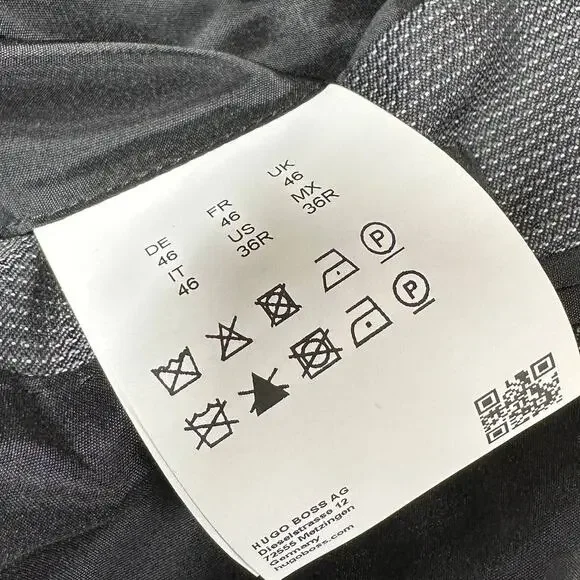 DE FR UK
46 46 46
IT US MX
46 36R 36R
P
P
HUGO BOSS AG
Dieselstrasse 12
72555 Metzingen
Germany
hugoboss.com